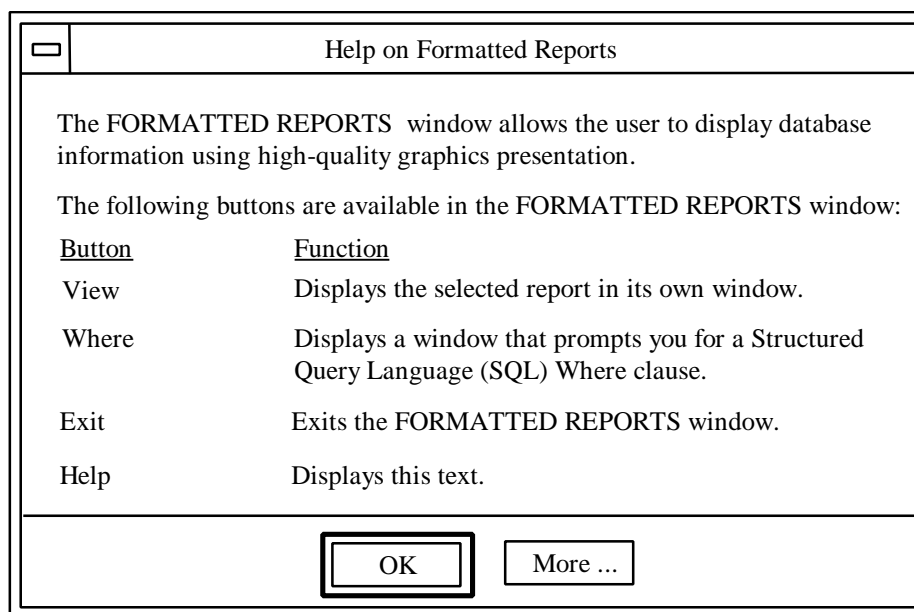 Help on Formatted Reports
The FORMATTED REPORTS window allows the user to display database
information using high-quality graphics presentation.
The following buttons are available in the FORMATTED REPORTS window:
Button Function
View Displays the selected report in its own window.
Where Displays a window that prompts you for a Structured
Query Language (SQL) Where clause.
Exit Exits the FORMATTED REPORTS window.
Help Displays this text.
OK More ...